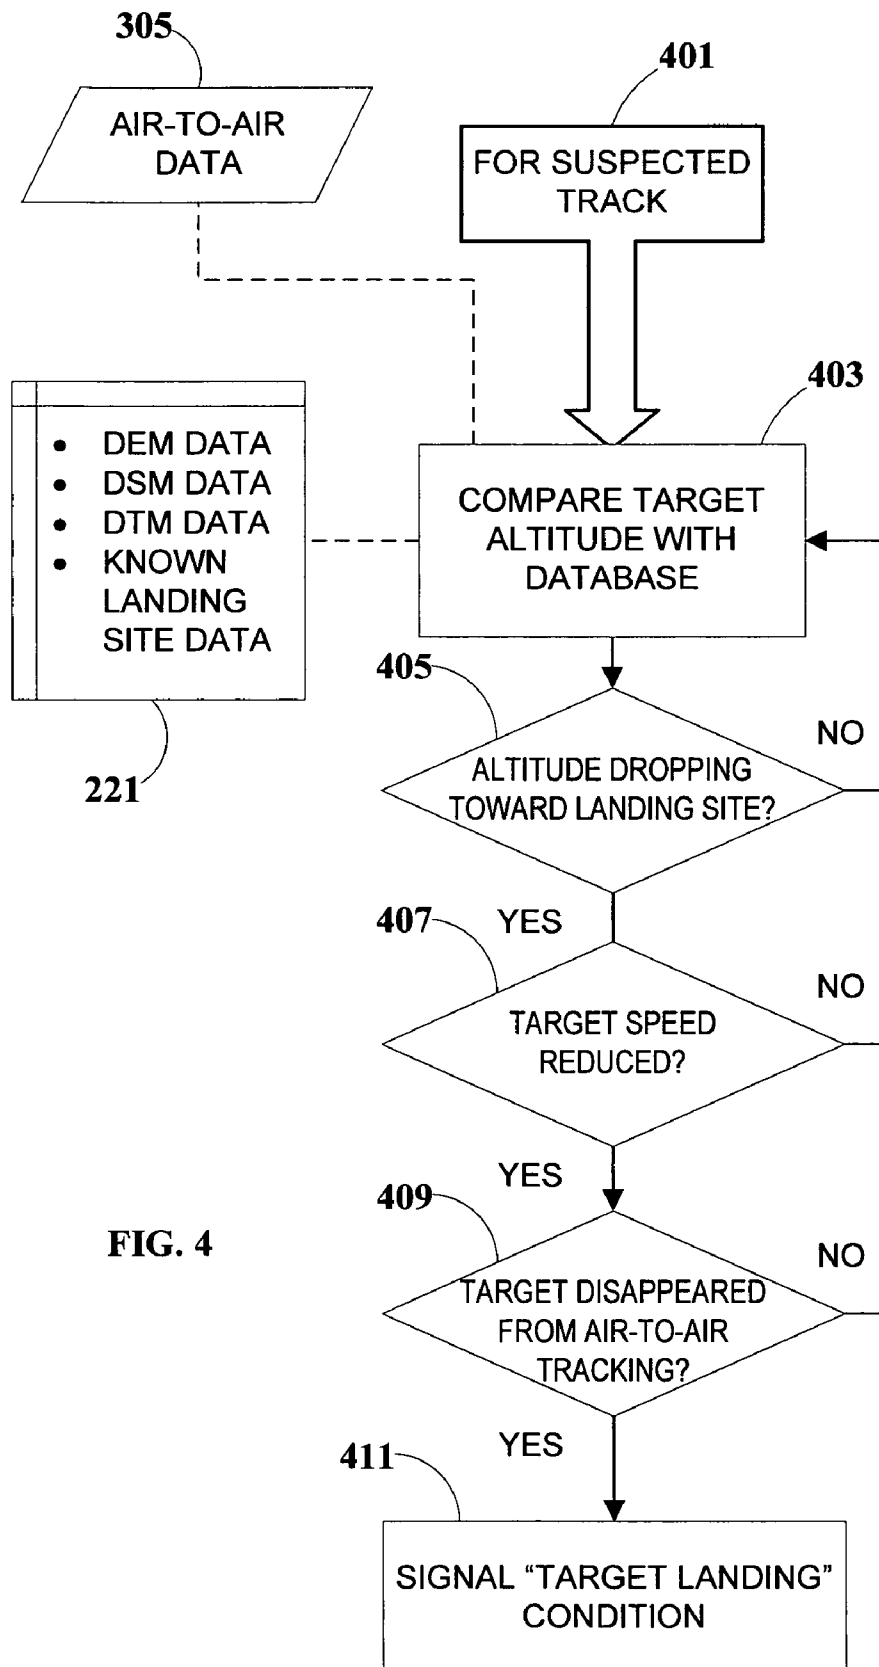 305
AIR-TO-AIR
DATA
401
FOR SUSPECTED
TRACK
403
COMPARE TARGET
ALTITUDE WITH
DATABASE
• DEM DATA
• DSM DATA
• DTM DATA
• KNOWN
LANDING
SITE DATA
221
405
ALTITUDE DROPPING
TOWARD LANDING SITE?
NO
YES
407
TARGET SPEED
REDUCED?
NO
YES
409
TARGET DISAPPEARED
FROM AIR-TO-AIR
TRACKING?
NO
YES
411
SIGNAL “TARGET LANDING”
CONDITION
FIG. 4